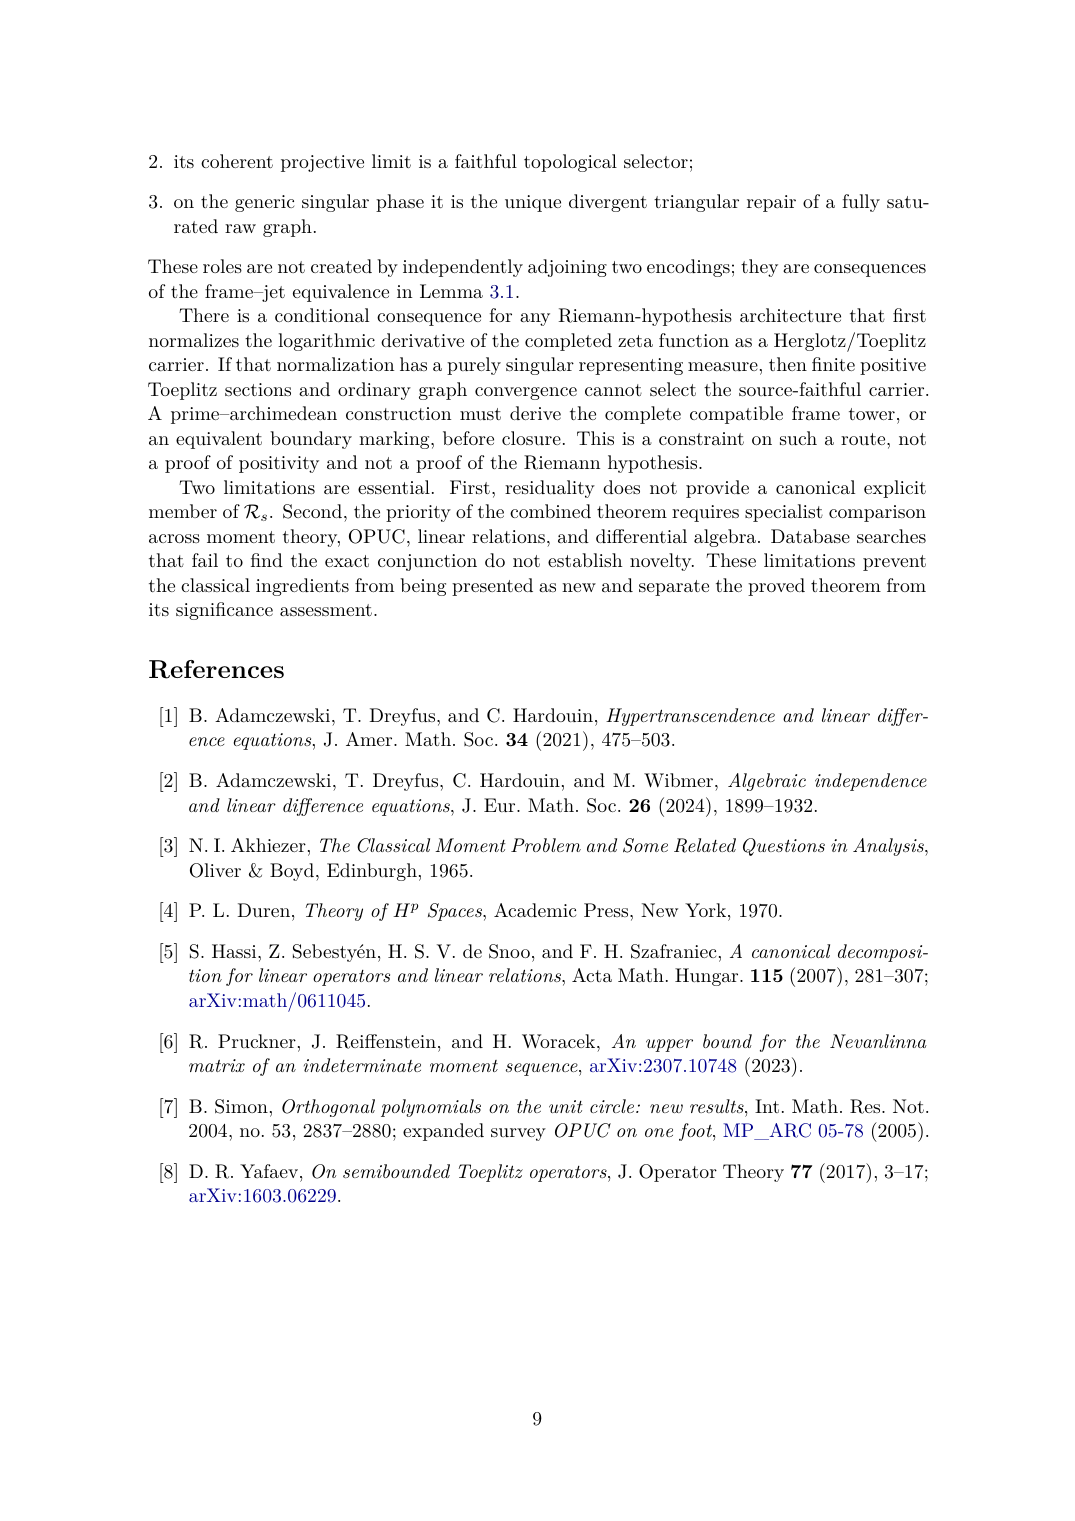 2. its coherent projective limit is a faithful topological selector;
3. on the generic singular phase it is the unique divergent triangular repair of a fully satu-
rated raw graph.
These roles are not created by independently adjoining two encodings; they are consequences
of the frame–jet equivalence in Lemma 3.1.
There is a conditional consequence for any Riemann-hypothesis architecture that first
normalizes the logarithmic derivative of the completed zeta function as a Herglotz/Toeplitz
carrier. If that normalization has a purely singular representing measure, then finite positive
Toeplitz sections and ordinary graph convergence cannot select the source-faithful carrier.
A prime–archimedean construction must derive the complete compatible frame tower, or
an equivalent boundary marking, before closure. This is a constraint on such a route, not
a proof of positivity and not a proof of the Riemann hypothesis.
Two limitations are essential. First, residuality does not provide a canonical explicit
member of 𝓡ₛ. Second, the priority of the combined theorem requires specialist comparison
across moment theory, OPUC, linear relations, and differential algebra. Database searches
that fail to find the exact conjunction do not establish novelty. These limitations prevent
the classical ingredients from being presented as new and separate the proved theorem from
its significance assessment.
References
[1] B. Adamczewski, T. Dreyfus, and C. Hardouin, Hypertranscendence and linear differ-
ence equations, J. Amer. Math. Soc. 34 (2021), 475–503.
[2] B. Adamczewski, T. Dreyfus, C. Hardouin, and M. Wibmer, Algebraic independence
and linear difference equations, J. Eur. Math. Soc. 26 (2024), 1899–1932.
[3] N. I. Akhiezer, The Classical Moment Problem and Some Related Questions in Analysis,
Oliver & Boyd, Edinburgh, 1965.
[4] P. L. Duren, Theory of Hᵖ Spaces, Academic Press, New York, 1970.
[5] S. Hassi, Z. Sebestyén, H. S. V. de Snoo, and F. H. Szafraniec, A canonical decomposi-
tion for linear operators and linear relations, Acta Math. Hungar. 115 (2007), 281–307;
arXiv:math/0611045.
[6] R. Pruckner, J. Reiffenstein, and H. Woracek, An upper bound for the Nevanlinna
matrix of an indeterminate moment sequence, arXiv:2307.10748 (2023).
[7] B. Simon, Orthogonal polynomials on the unit circle: new results, Int. Math. Res. Not.
2004, no. 53, 2837–2880; expanded survey OPUC on one foot, MP_ARC 05-78 (2005).
[8] D. R. Yafaev, On semibounded Toeplitz operators, J. Operator Theory 77 (2017), 3–17;
arXiv:1603.06229.
9